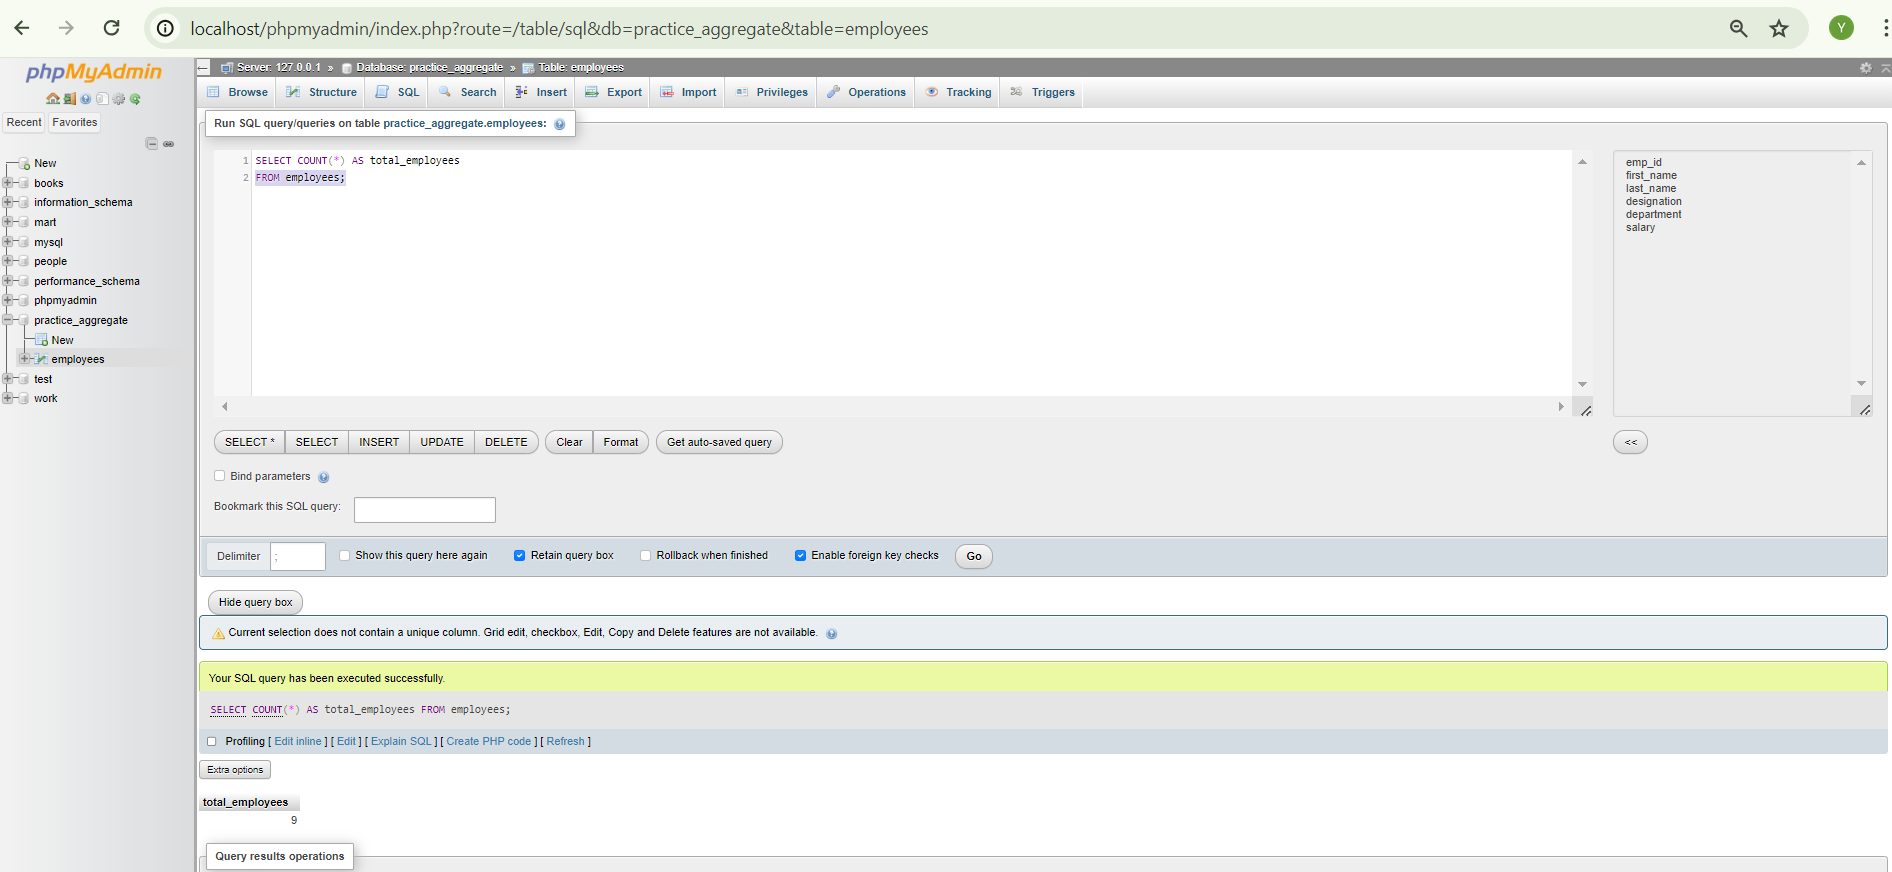 localhost/phpmyadmin/index.php?route=/table/sql&db=practice_aggregate&table=employees
Y
phpMyAdmin
Recent Favorites
New
books
information_schema
mart
mysql
people
performance_schema
phpmyadmin
practice_aggregate
New
employees
test
work
Server: 127.0.0.1 » Database: practice_aggregate » Table: employees
Browse Structure SQL Search Insert Export Import Privileges Operations Tracking Triggers
Run SQL query/queries on table practice_aggregate.employees:
1 SELECT COUNT(*) AS total_employees
2 FROM employees;
emp_id
first_name
last_name
designation
department
salary
SELECT * SELECT INSERT UPDATE DELETE Clear Format Get auto-saved query <<
Bind parameters
Bookmark this SQL query:
Delimiter ; Show this query here again Retain query box Rollback when finished Enable foreign key checks Go
Hide query box
Current selection does not contain a unique column. Grid edit, checkbox, Edit, Copy and Delete features are not available.
Your SQL query has been executed successfully.
SELECT COUNT(*) AS total_employees FROM employees;
Profiling [ Edit inline ] [ Edit ] [ Explain SQL ] [ Create PHP code ] [ Refresh ]
Extra options
total_employees
9
Query results operations